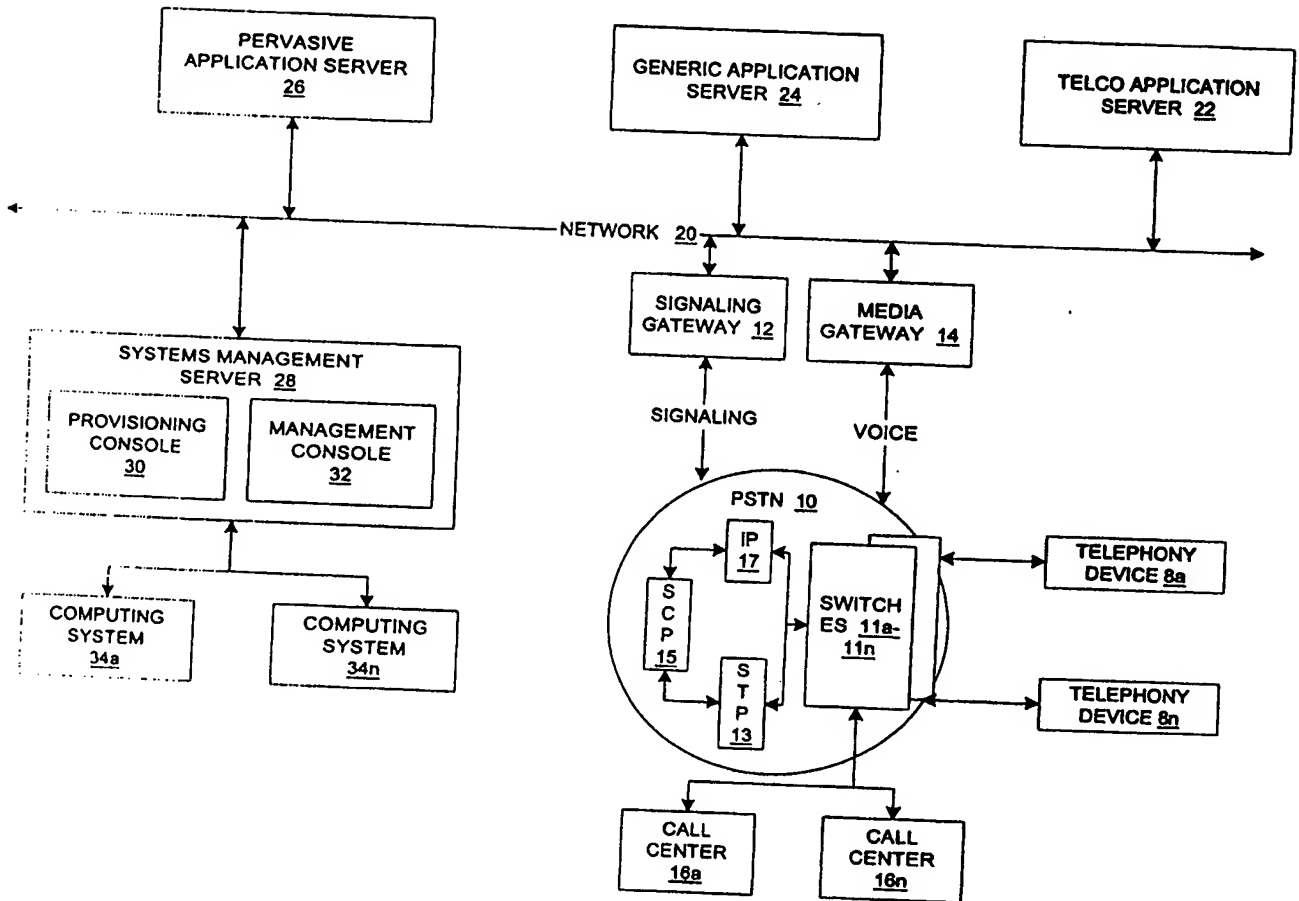 PERVASIVE
APPLICATION SERVER
26
GENERIC APPLICATION
SERVER 24
TELCO APPLICATION
SERVER 22
NETWORK 20
SIGNALING
GATEWAY 12
MEDIA
GATEWAY 14
SYSTEMS MANAGEMENT
SERVER 28
PROVISIONING
CONSOLE
30
MANAGEMENT
CONSOLE
32
SIGNALING
VOICE
PSTN 10
IP
17
S
C
P
15
S
T
P
13
SWITCH
ES 11a-
11n
TELEPHONY
DEVICE 8a
TELEPHONY
DEVICE 8n
COMPUTING
SYSTEM
34a
COMPUTING
SYSTEM
34n
CALL
CENTER
16a
CALL
CENTER
16n